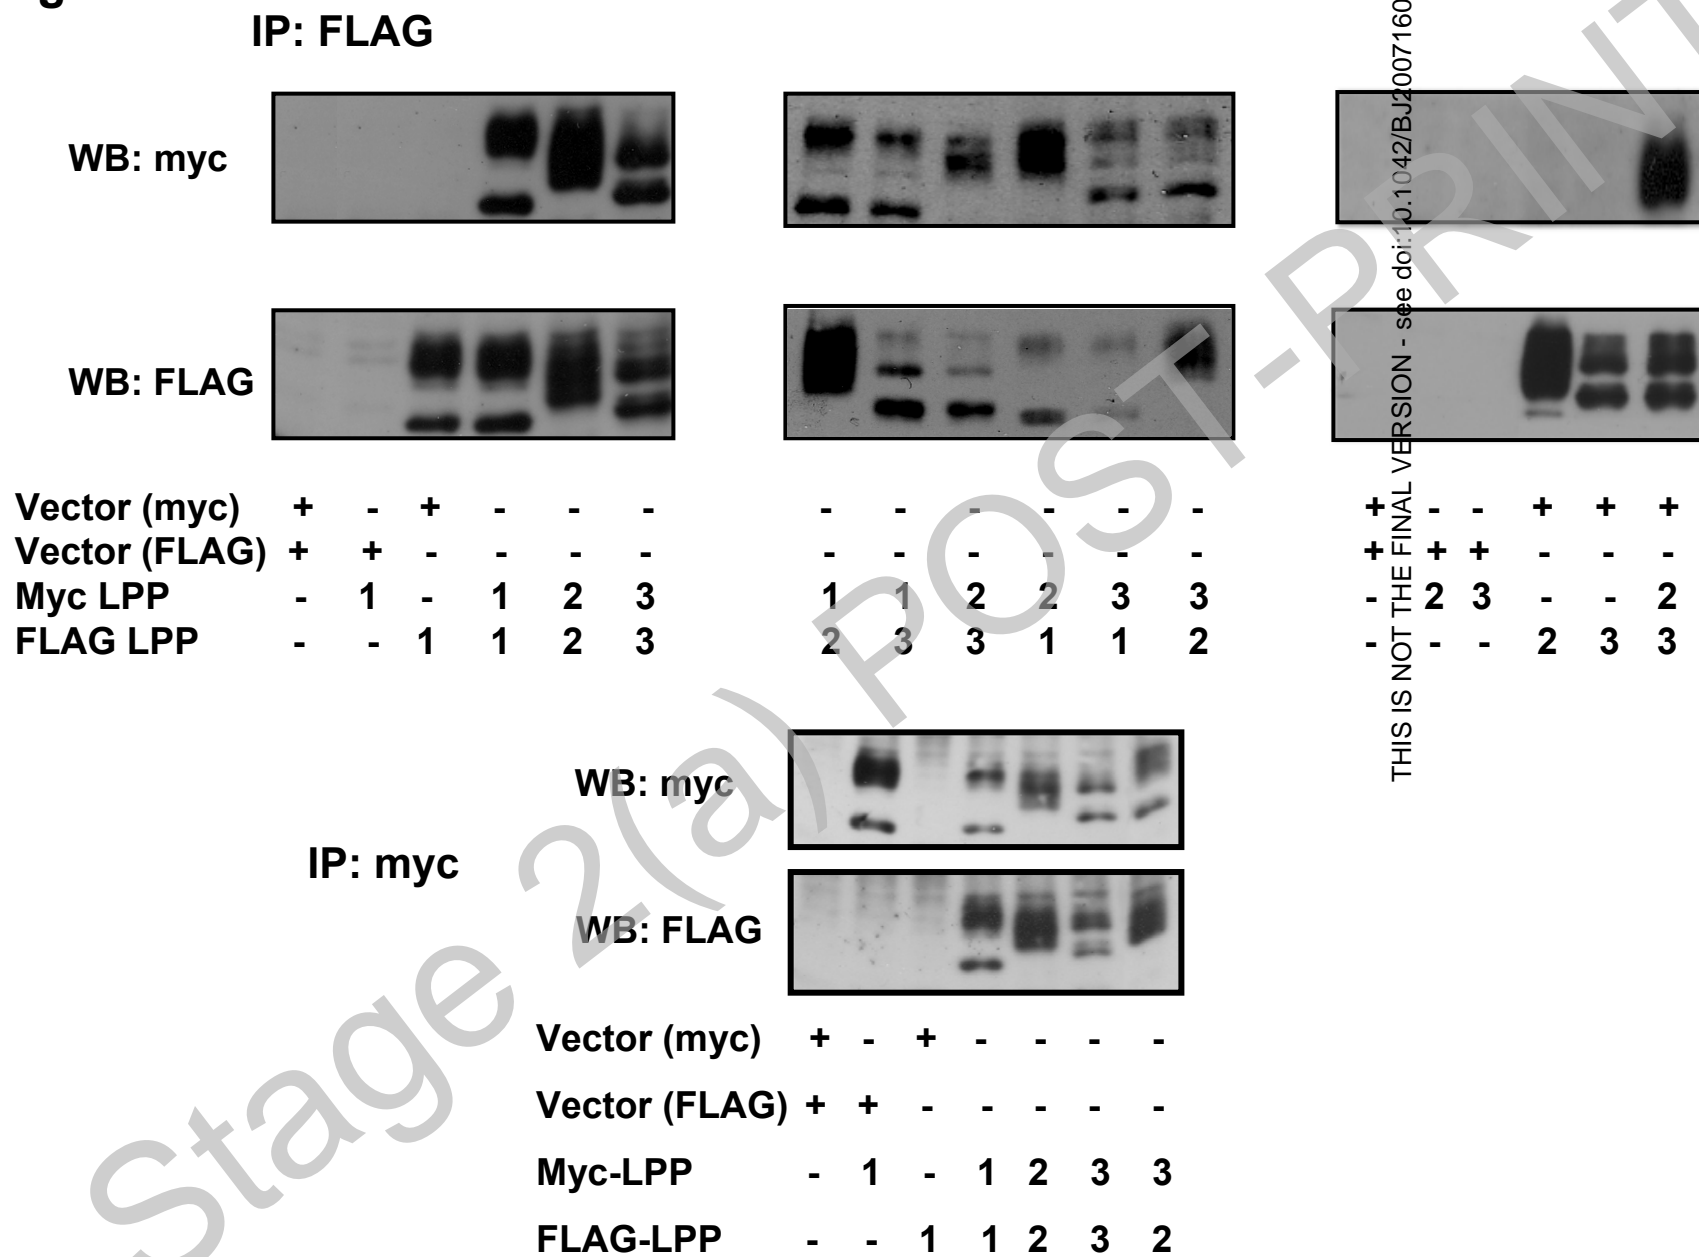 IP: FLAG
WB: myc
WB: FLAG
Vector (myc) + - + - - - - - - - - - + - - + + +
Vector (FLAG) + + - - - - - - - - - - + + + - - -
Myc LPP - 1 - 1 2 3 1 1 2 2 3 3 - 2 3 - - 2
FLAG LPP - - 1 1 2 3 2 3 3 1 1 2 - - - 2 3 3
IP: myc
WB: myc
WB: FLAG
Vector (myc) + - + - - - -
Vector (FLAG) + + - - - - -
Myc-LPP - 1 - 1 2 3 3
FLAG-LPP - - 1 1 2 3 2
THIS IS NOT THE FINAL VERSION - see doi:10.1042/BJ2007160
Stage 2(a) POST-PRINT